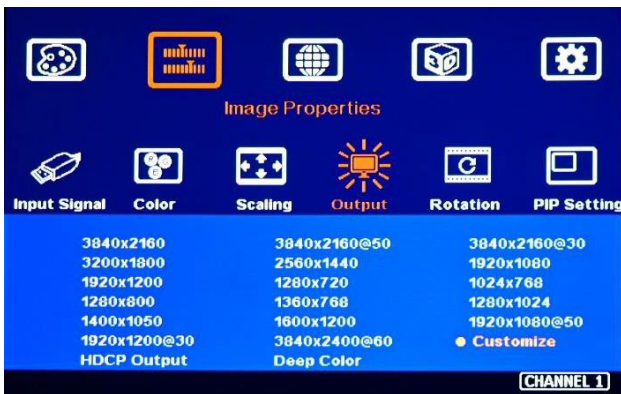 3D
Image Properties
Input Signal Color Scaling Output Rotation PIP Setting
3840x2160 3840x2160@50 3840x2160@30
3200x1800 2560x1440 1920x1080
1920x1200 1280x720 1024x768
1280x800 1360x768 1280x1024
1400x1050 1600x1200 1920x1080@50
1920x1200@30 3840x2400@60 Customize
HDCP Output Deep Color
CHANNEL 1